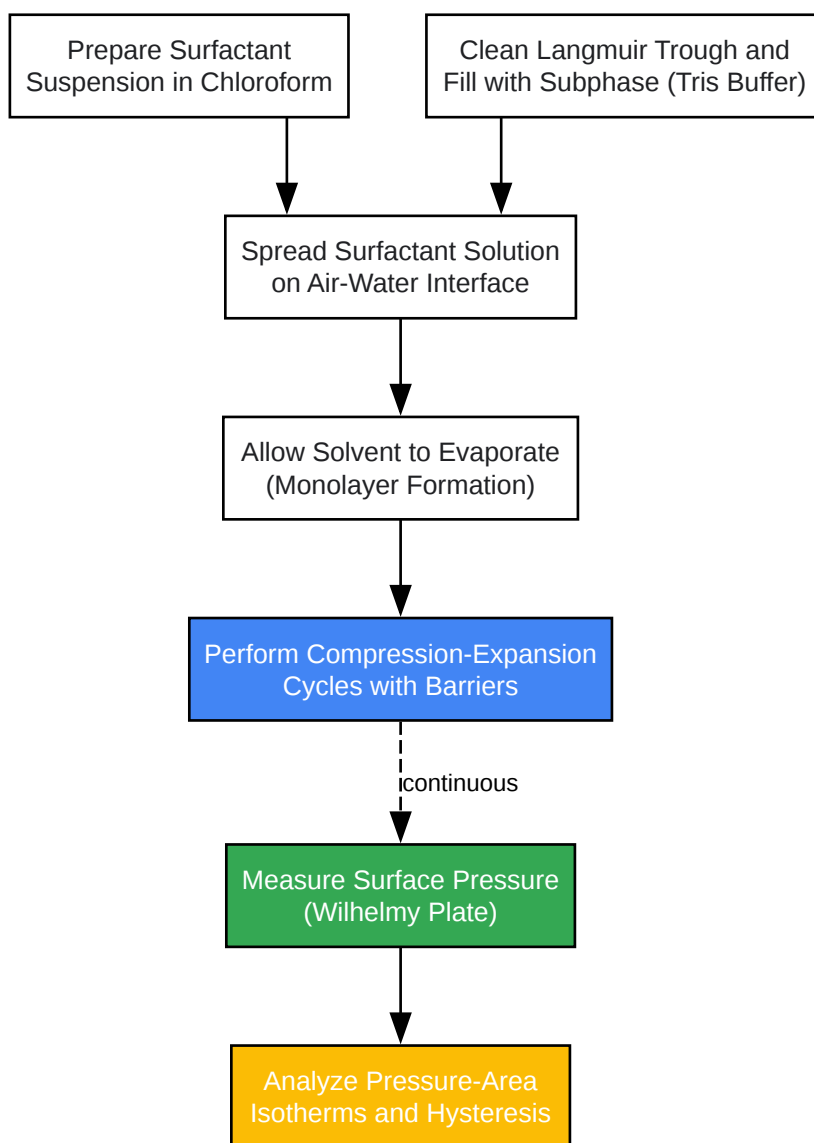 Prepare Surfactant
Suspension in Chloroform
Clean Langmuir Trough and
Fill with Subphase (Tris Buffer)
Spread Surfactant Solution
on Air-Water Interface
Allow Solvent to Evaporate
(Monolayer Formation)
Perform Compression-Expansion
Cycles with Barriers
continuous
Measure Surface Pressure
(Wilhelmy Plate)
Analyze Pressure-Area
Isotherms and Hysteresis